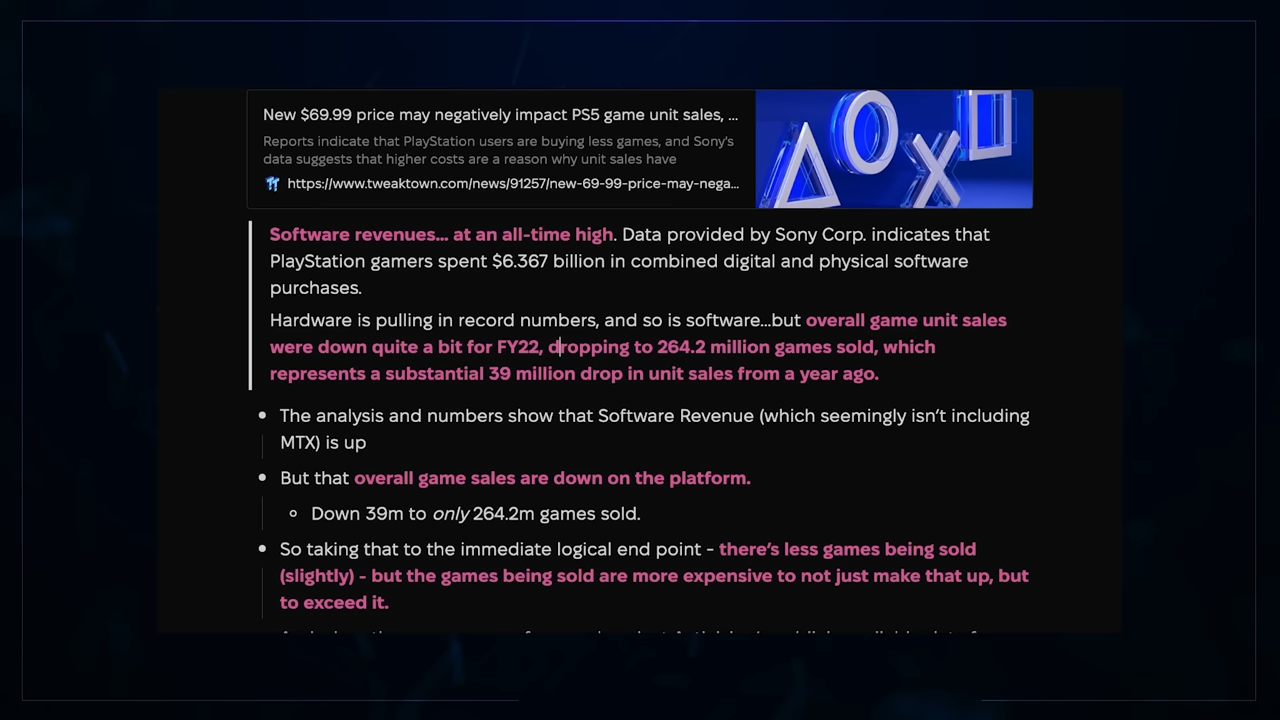 New $69.99 price may negatively impact PS5 game unit sales, ...
Reports indicate that PlayStation users are buying less games, and Sony's
data suggests that higher costs are a reason why unit sales have
https://www.tweaktown.com/news/91257/new-69-99-price-may-nega...
Software revenues... at an all-time high. Data provided by Sony Corp. indicates that
PlayStation gamers spent $6.367 billion in combined digital and physical software
purchases.
Hardware is pulling in record numbers, and so is software...but overall game unit sales
were down quite a bit for FY22, dropping to 264.2 million games sold, which
represents a substantial 39 million drop in unit sales from a year ago.
• The analysis and numbers show that Software Revenue (which seemingly isn't including
MTX) is up
• But that overall game sales are down on the platform.
◦ Down 39m to only 264.2m games sold.
• So taking that to the immediate logical end point - there's less games being sold
(slightly) - but the games being sold are more expensive to not just make that up, but
to exceed it.